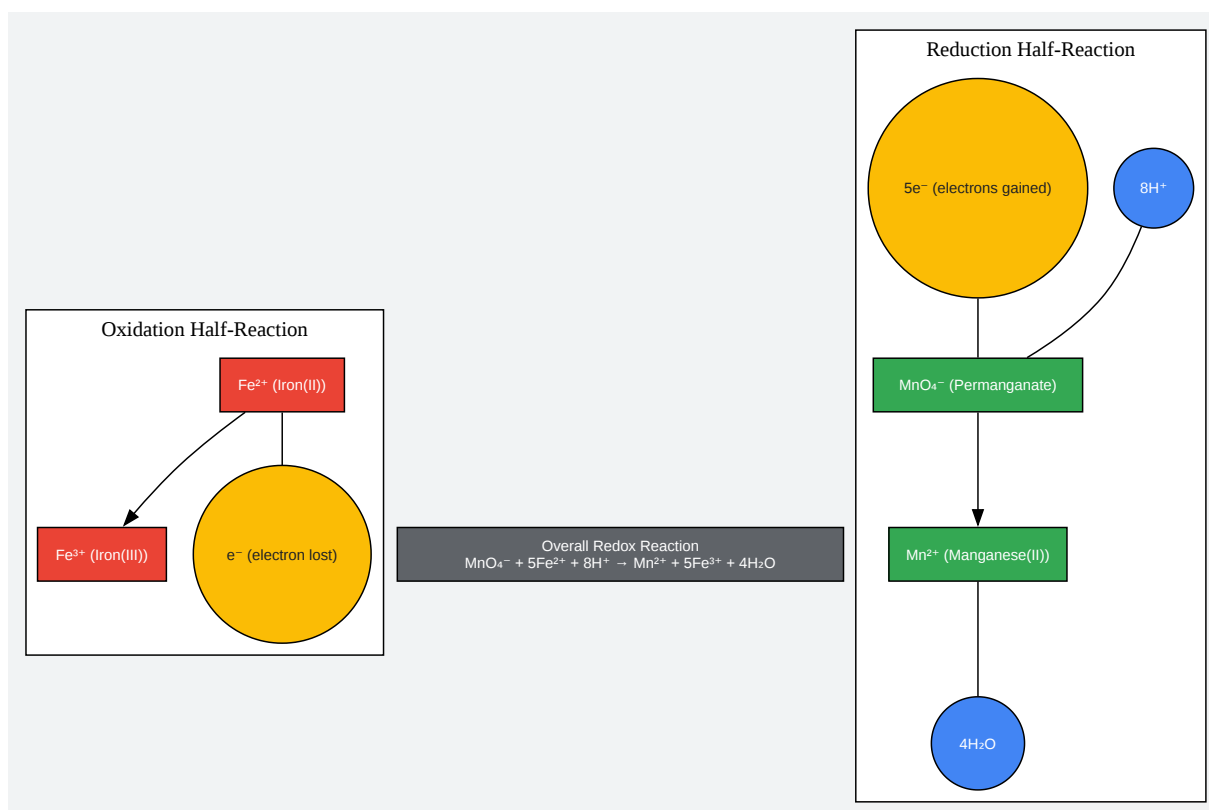 Reduction Half-Reaction
5e⁻ (electrons gained)
8H⁺
Oxidation Half-Reaction
Fe²⁺ (Iron(II))
MnO₄⁻ (Permanganate)
Fe³⁺ (Iron(III))
e⁻ (electron lost)
Overall Redox Reaction
MnO₄⁻ + 5Fe²⁺ + 8H⁺ → Mn²⁺ + 5Fe³⁺ + 4H₂O
Mn²⁺ (Manganese(II))
4H₂O